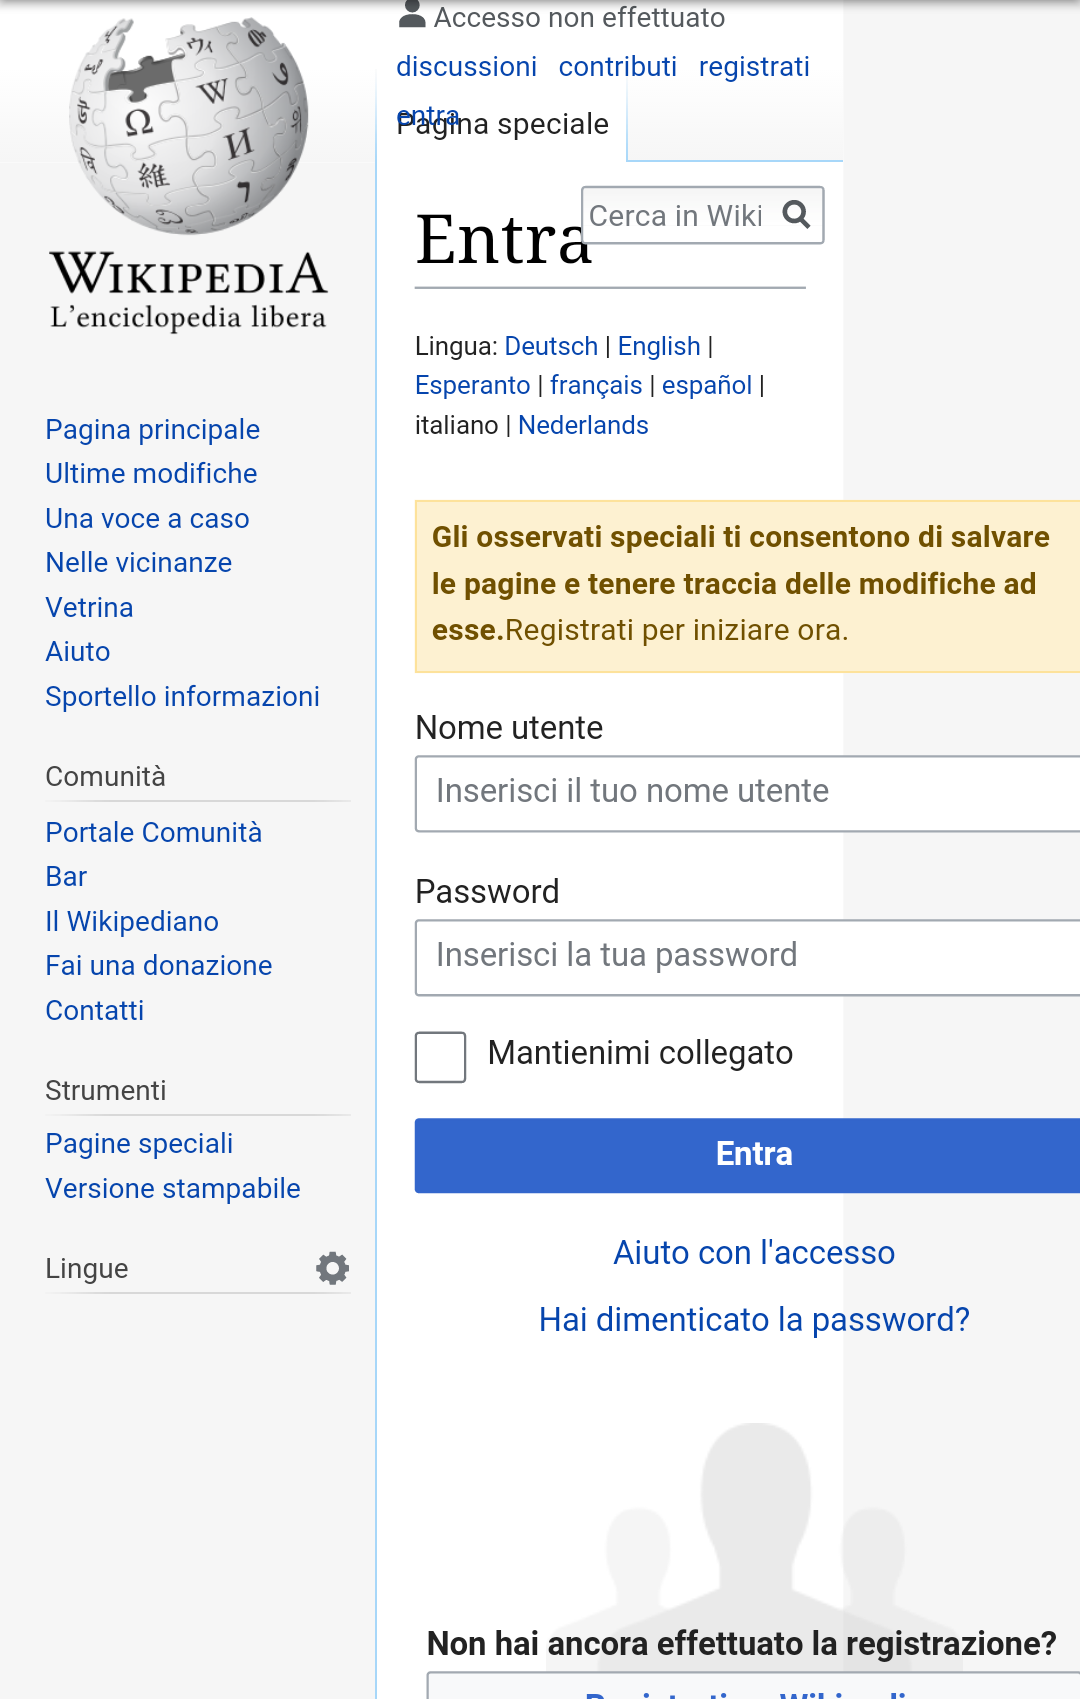 Accesso non effettuato
discussioni contributi registrati
entra
Pagina speciale
WIKIPEDIA
L'enciclopedia libera
Entra
Cerca in Wiki
Lingua: Deutsch | English |
Esperanto | français | español |
italiano | Nederlands
Pagina principale
Ultime modifiche
Una voce a caso
Nelle vicinanze
Vetrina
Aiuto
Sportello informazioni
Comunità
Portale Comunità
Bar
Il Wikipediano
Fai una donazione
Contatti
Strumenti
Pagine speciali
Versione stampabile
Lingue
Gli osservati speciali ti consentono di salvare
le pagine e tenere traccia delle modifiche ad
esse.Registrati per iniziare ora.
Nome utente
Inserisci il tuo nome utente
Password
Inserisci la tua password
Mantienimi collegato
Entra
Aiuto con l'accesso
Hai dimenticato la password?
Non hai ancora effettuato la registrazione?